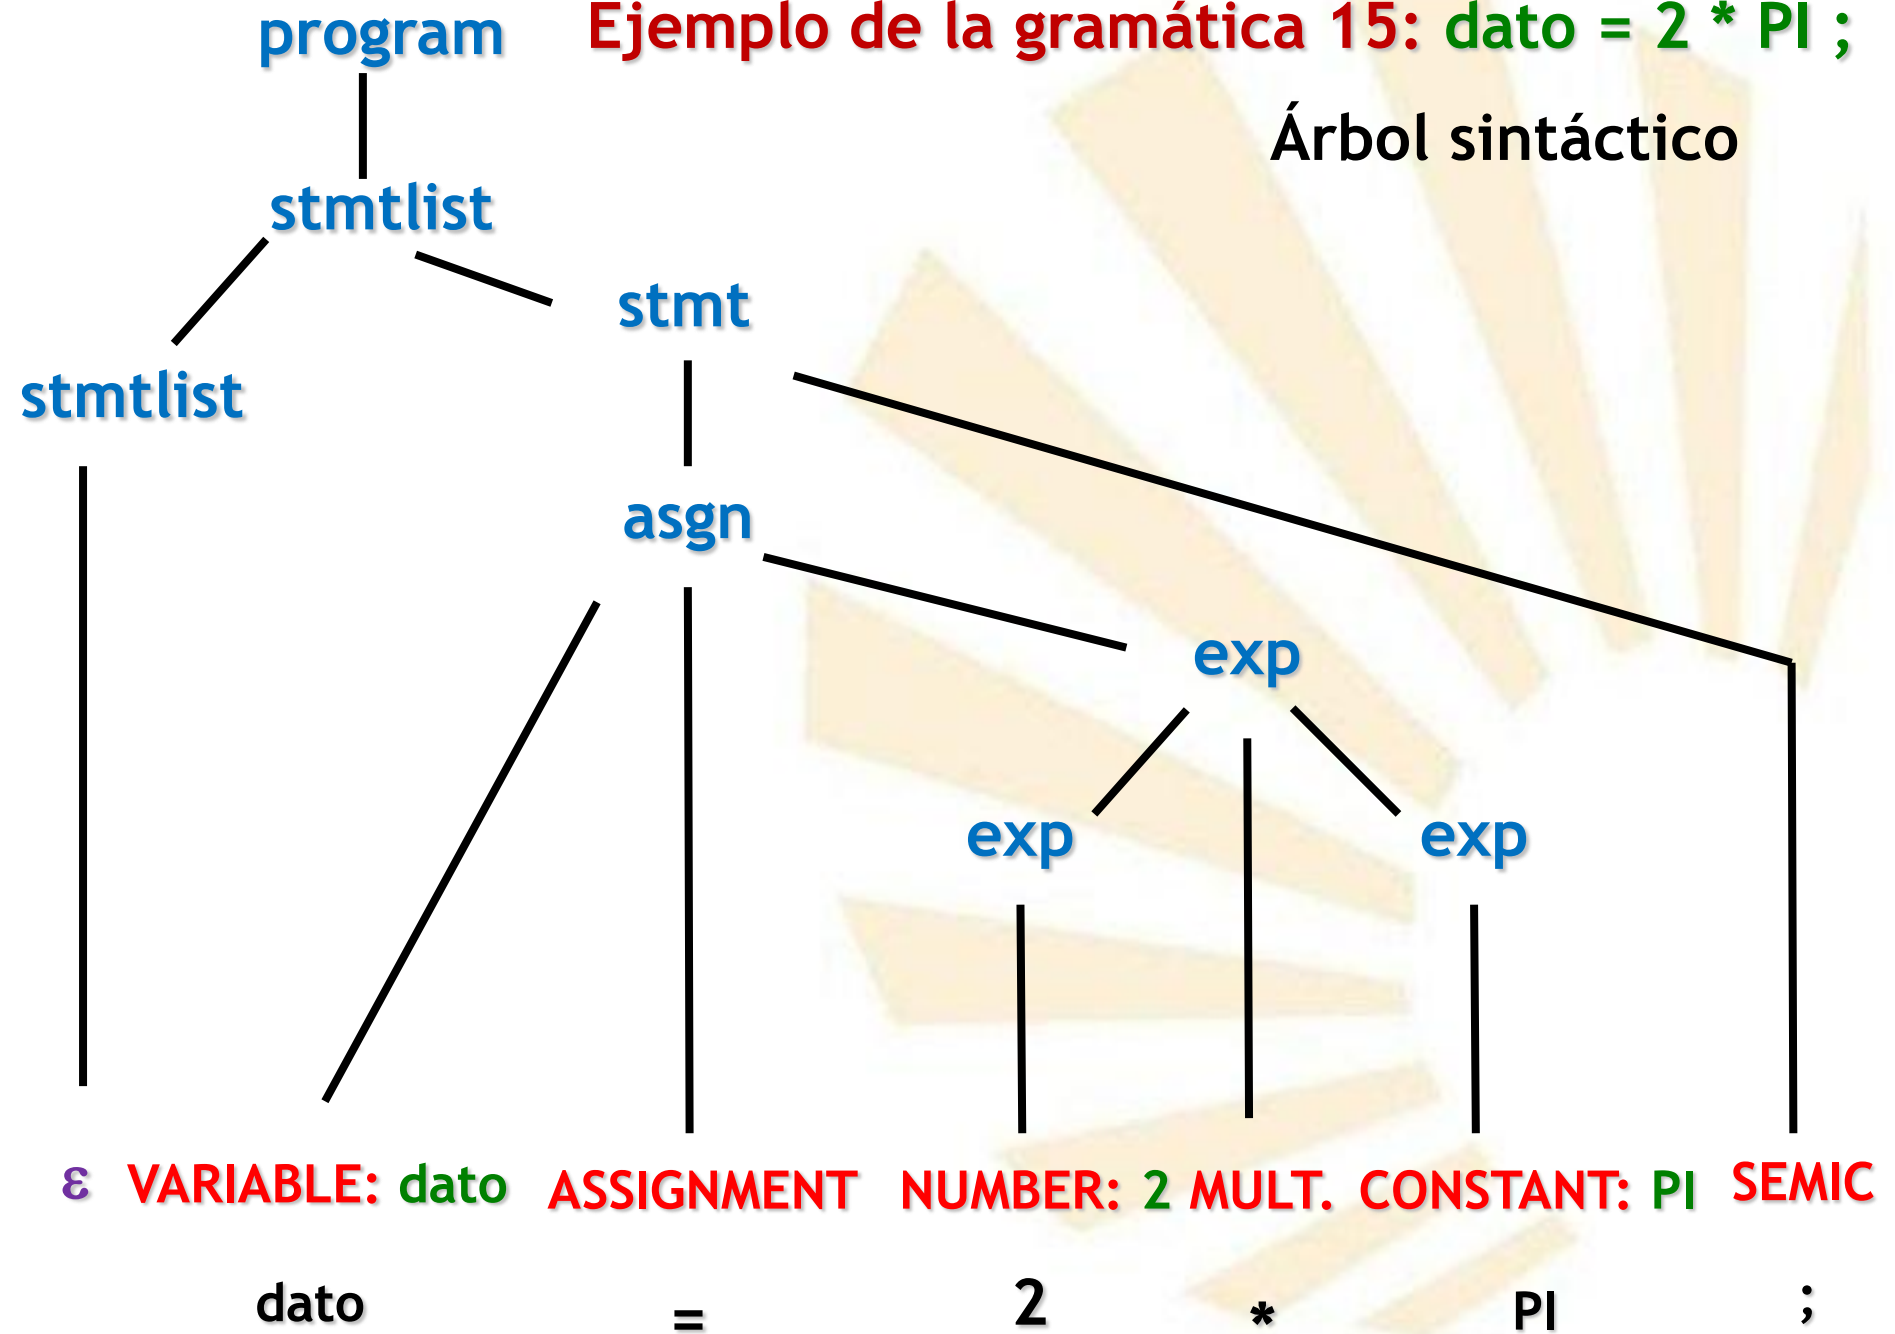 program
Ejemplo de la gramática 15: dato = 2 * PI ;
Árbol sintáctico
stmtlist
stmt
stmtlist
asgn
exp
exp
exp
ε VARIABLE: dato ASSIGNMENT NUMBER: 2 MULT. CONSTANT: PI SEMIC
dato = 2 * PI ;